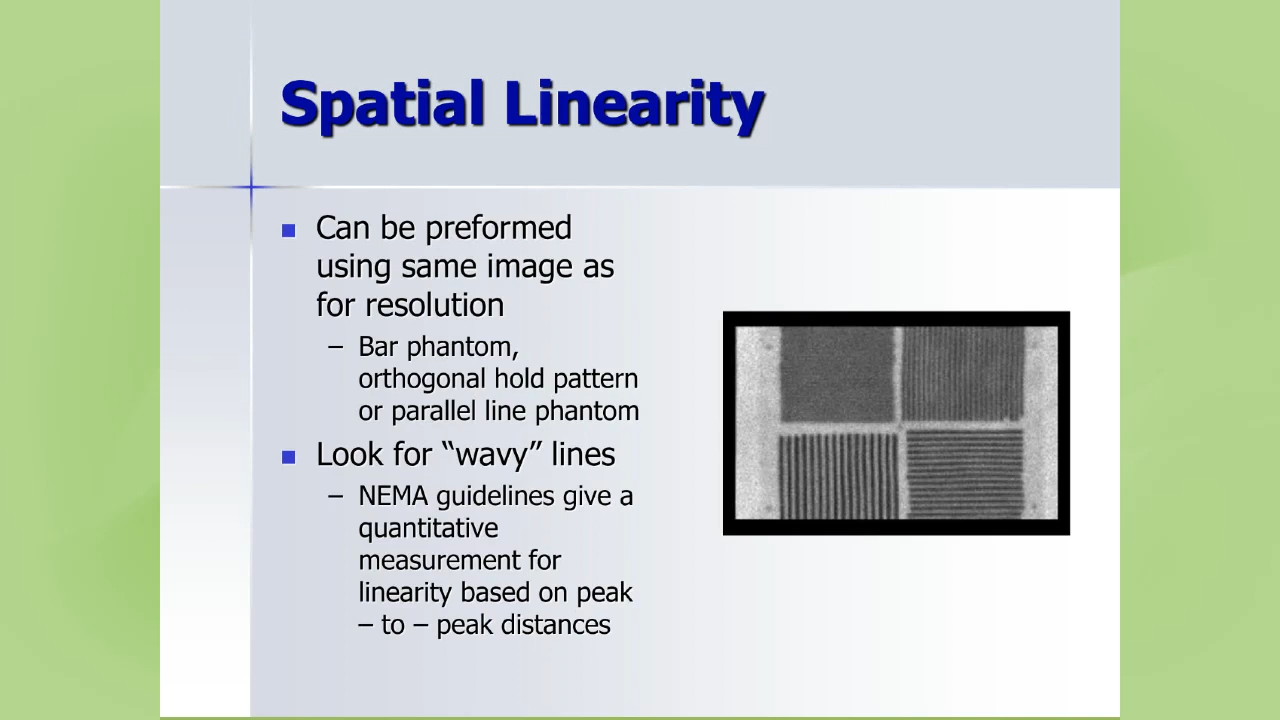 Spatial Linearity
Can be preformed
using same image as
for resolution
– Bar phantom,
orthogonal hold pattern
or parallel line phantom
Look for “wavy” lines
– NEMA guidelines give a
quantitative
measurement for
linearity based on peak
– to – peak distances